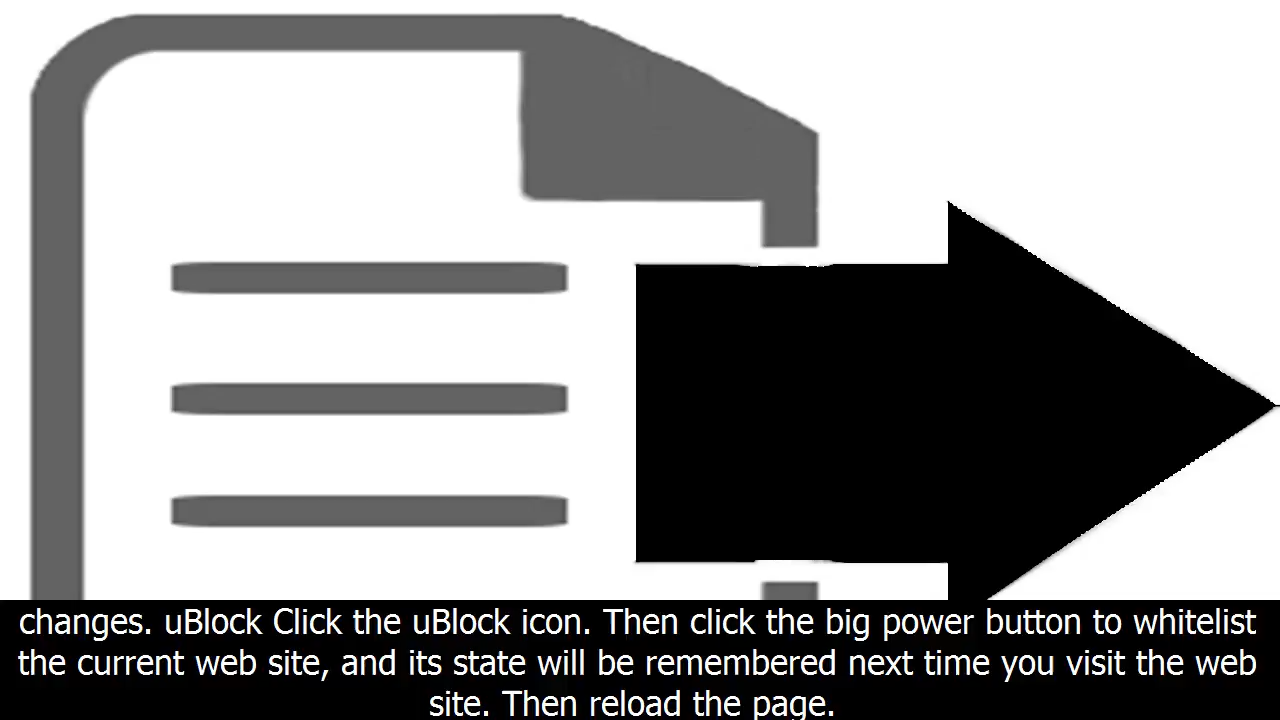 changes. uBlock Click the uBlock icon. Then click the big power button to whitelist
the current web site, and its state will be remembered next time you visit the web
site. Then reload the page.